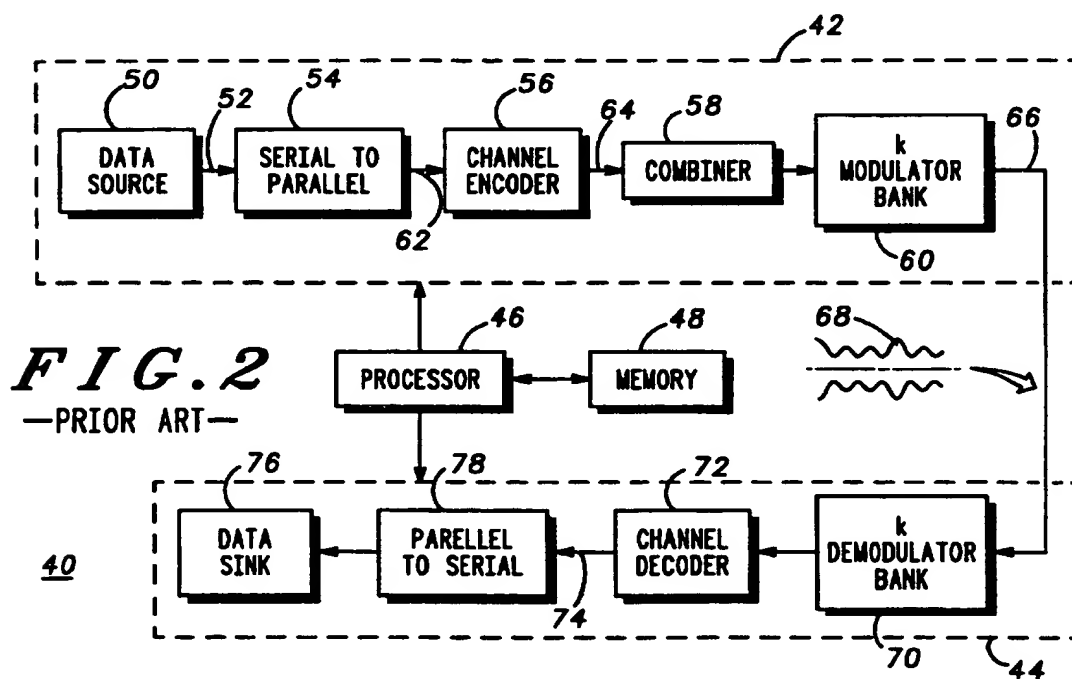 42
50
52
54
56
64
58
66
DATA
SOURCE
SERIAL TO
PARALLEL
CHANNEL
ENCODER
COMBINER
k
MODULATOR
BANK
62
60
46
48
68
FIG.2
—PRIOR ART—
PROCESSOR
MEMORY
76
78
72
40
DATA
SINK
PARELLEL
TO SERIAL
CHANNEL
DECODER
k
DEMODULATOR
BANK
74
70
44